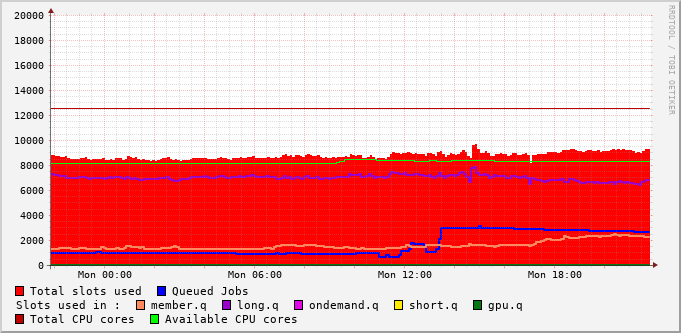 20000
18000
16000
14000
12000
10000
8000
6000
4000
2000
0
Mon 00:00 Mon 06:00 Mon 12:00 Mon 18:00
Total slots used Queued Jobs
Slots used in : member.q long.q ondemand.q short.q gpu.q
Total CPU cores Available CPU cores
RRDTOOL / TOBI OETIKER